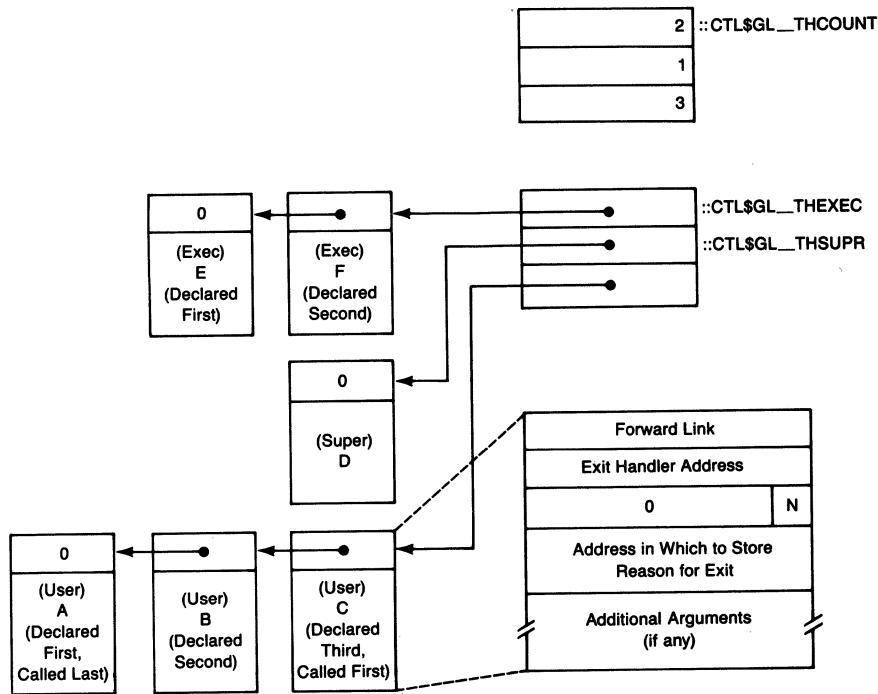 2 ::CTL$GL__THCOUNT
1
3
::CTL$GL__THEXEC
::CTL$GL__THSUPR
0
(Exec)
E
(Declared
First)
(Exec)
F
(Declared
Second)
0
(Super)
D
0
(User)
A
(Declared
First,
Called Last)
(User)
B
(Declared
Second)
(User)
C
(Declared
Third,
Called First)
Forward Link
Exit Handler Address
0 N
Address in Which to Store
Reason for Exit
Additional Arguments
(if any)